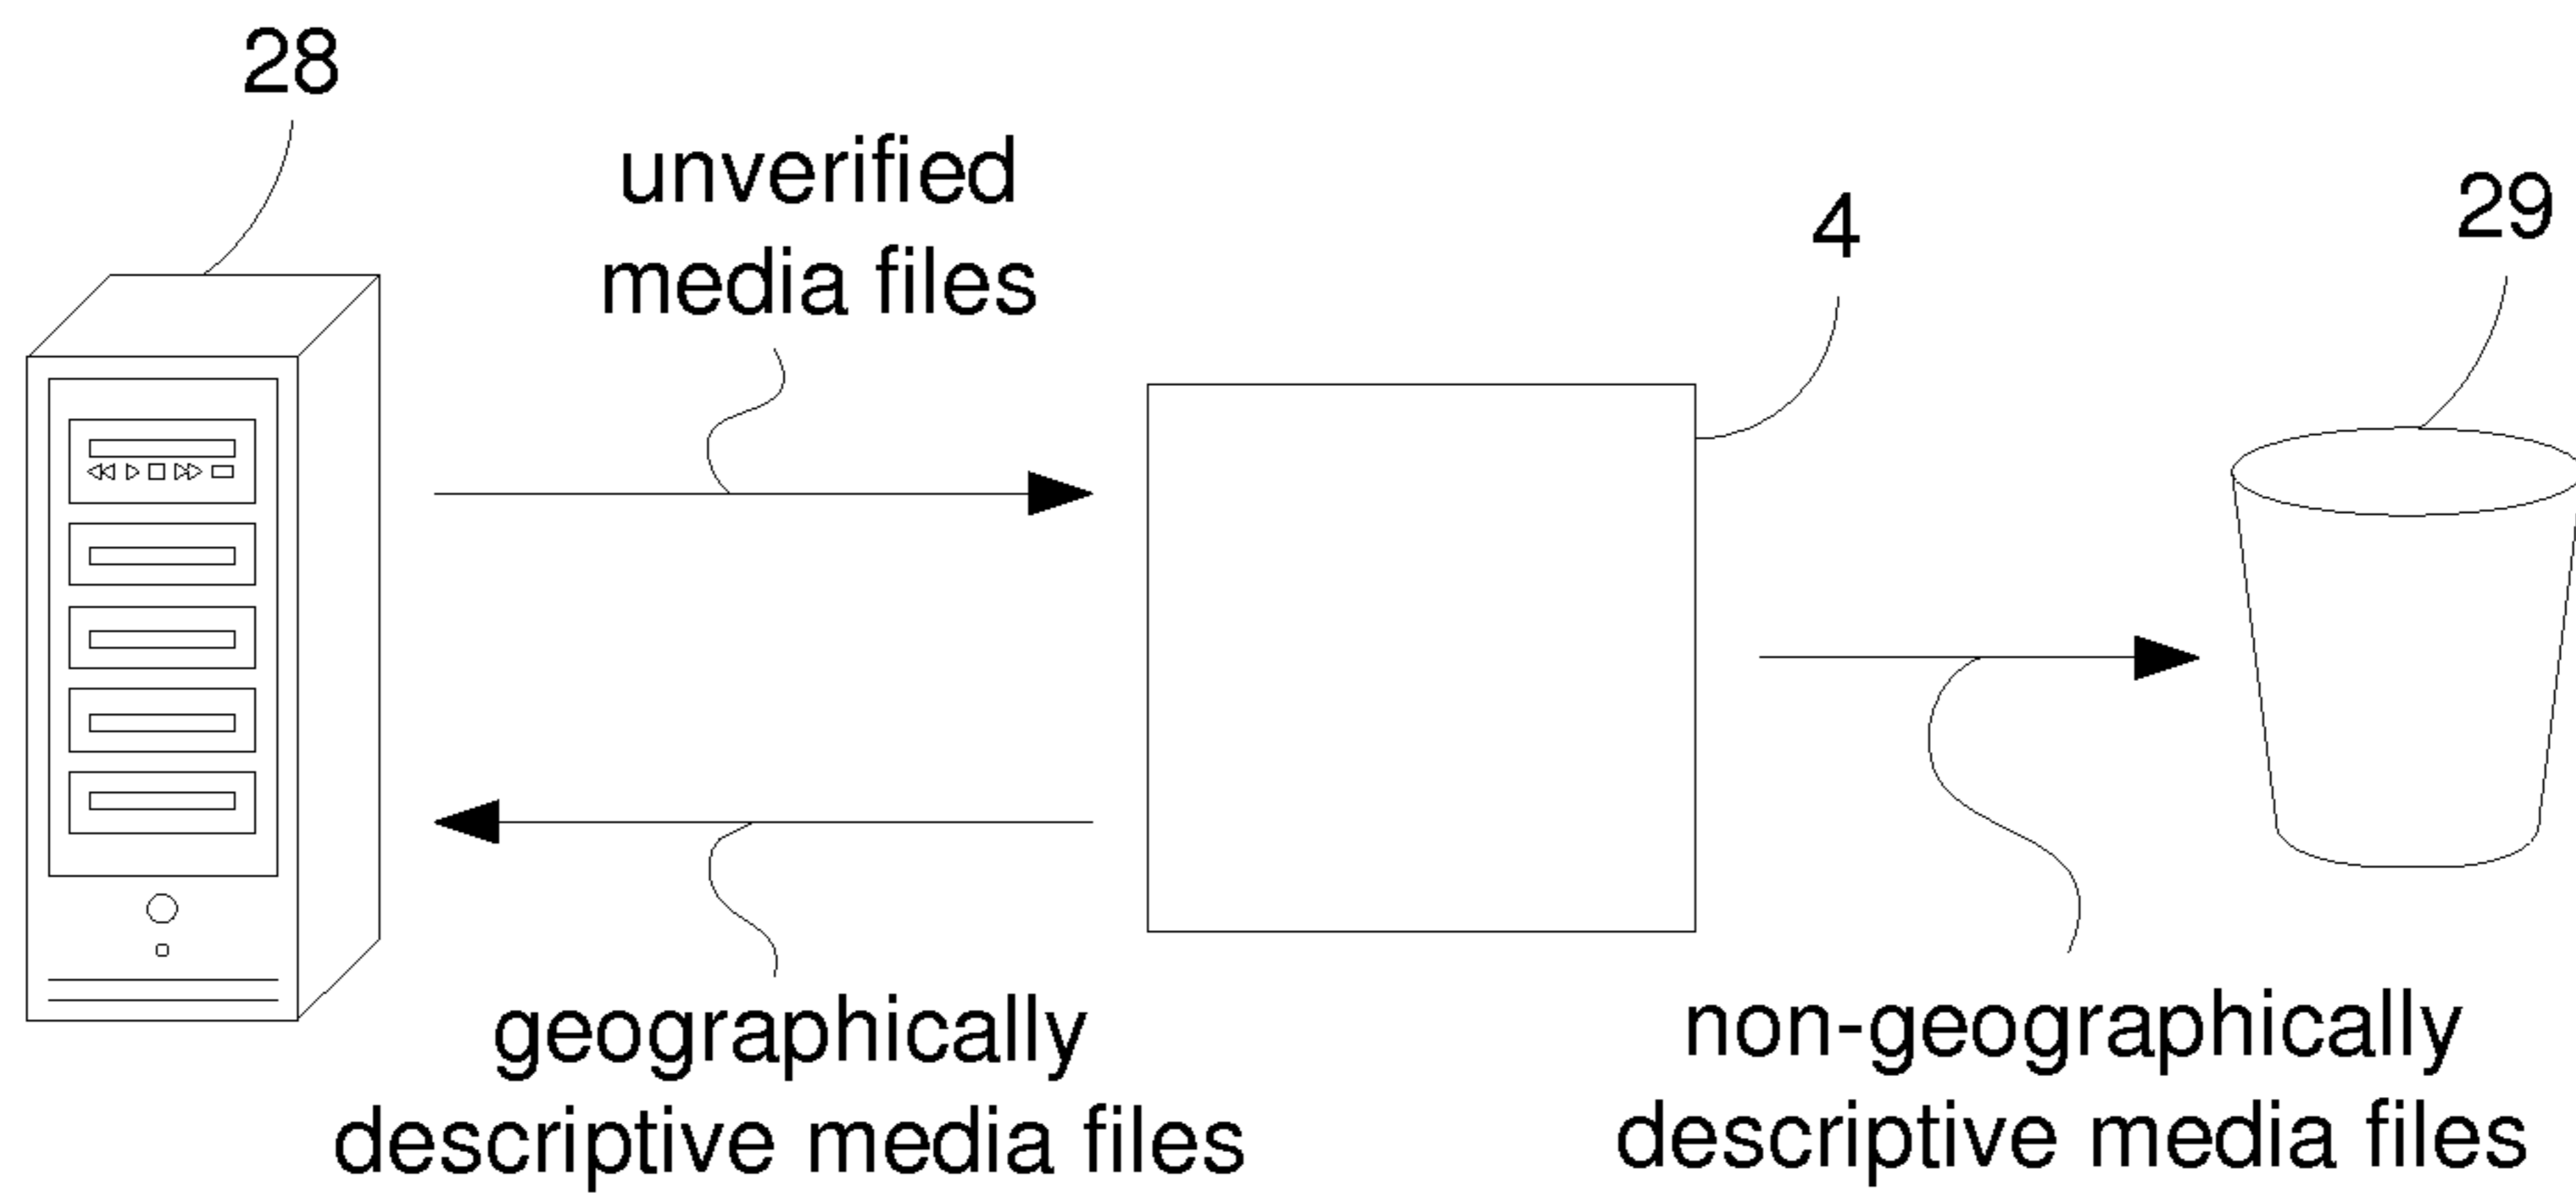 28
unverified
media files
4
29
geographically
descriptive media files
non-geographically
descriptive media files